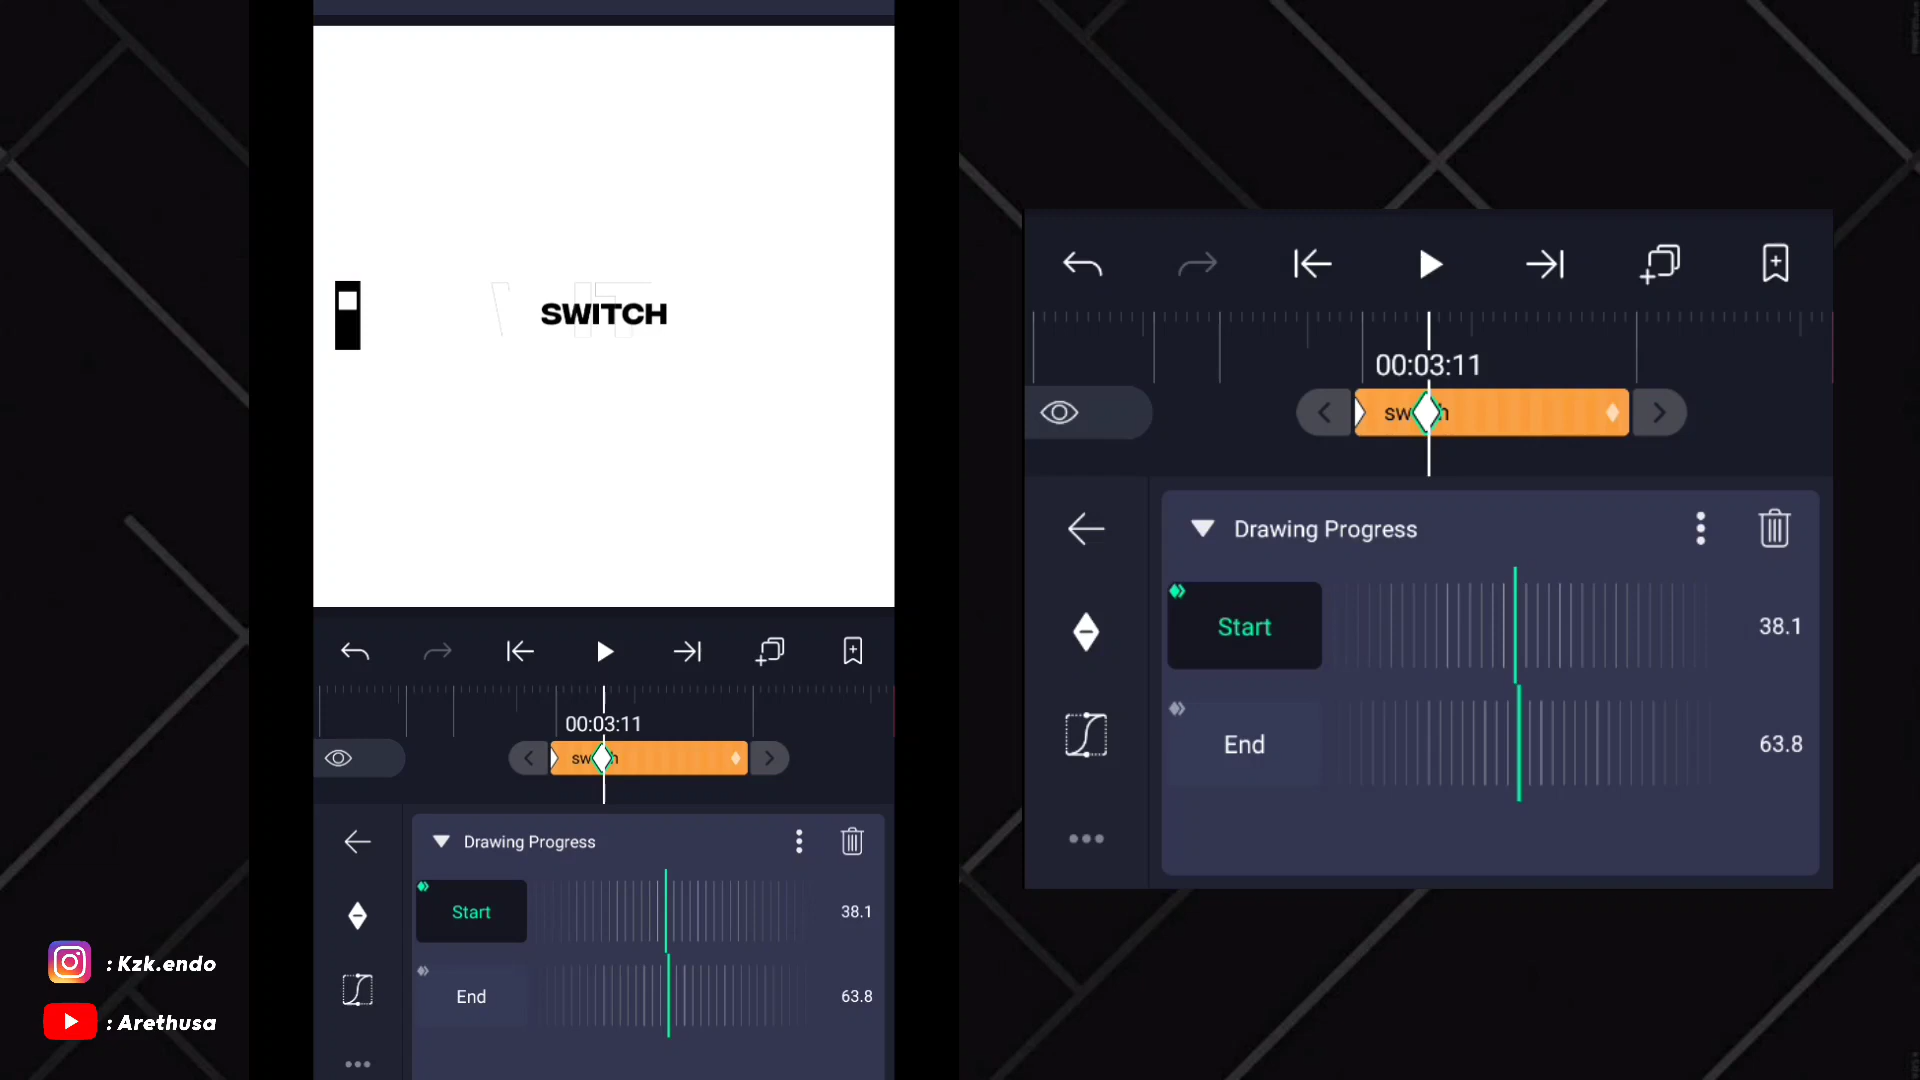 SWITCH
00:03:11
sw h
Drawing Progress
Start
38.1
End
63.8
00:03:11
sw h
Drawing Progress
Start
38.1
End
63.8
: Kzk.endo
: Arethusa